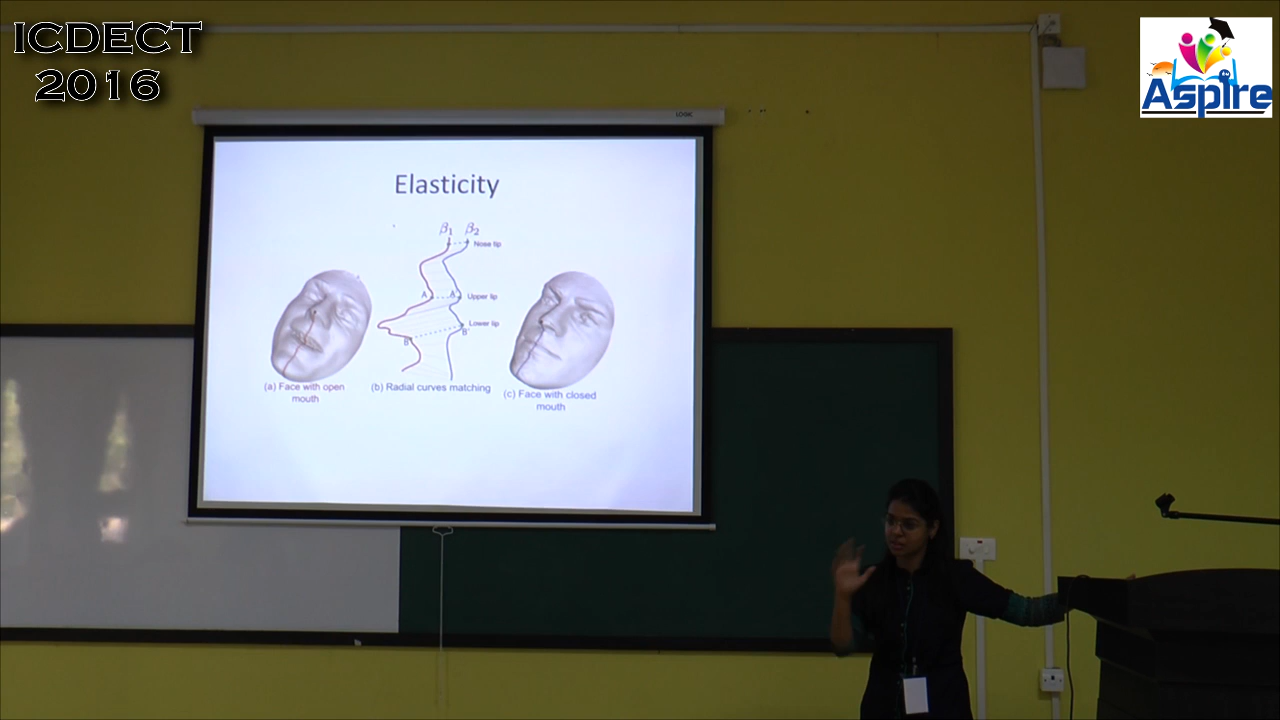 ICDECT
2016
Aspire
LOGIC
Elasticity
β1 β2
Nose tip
A A' Upper lip
Lower lip
B B'
(a) Face with open
mouth
(b) Radial curves matching
(c) Face with closed
mouth